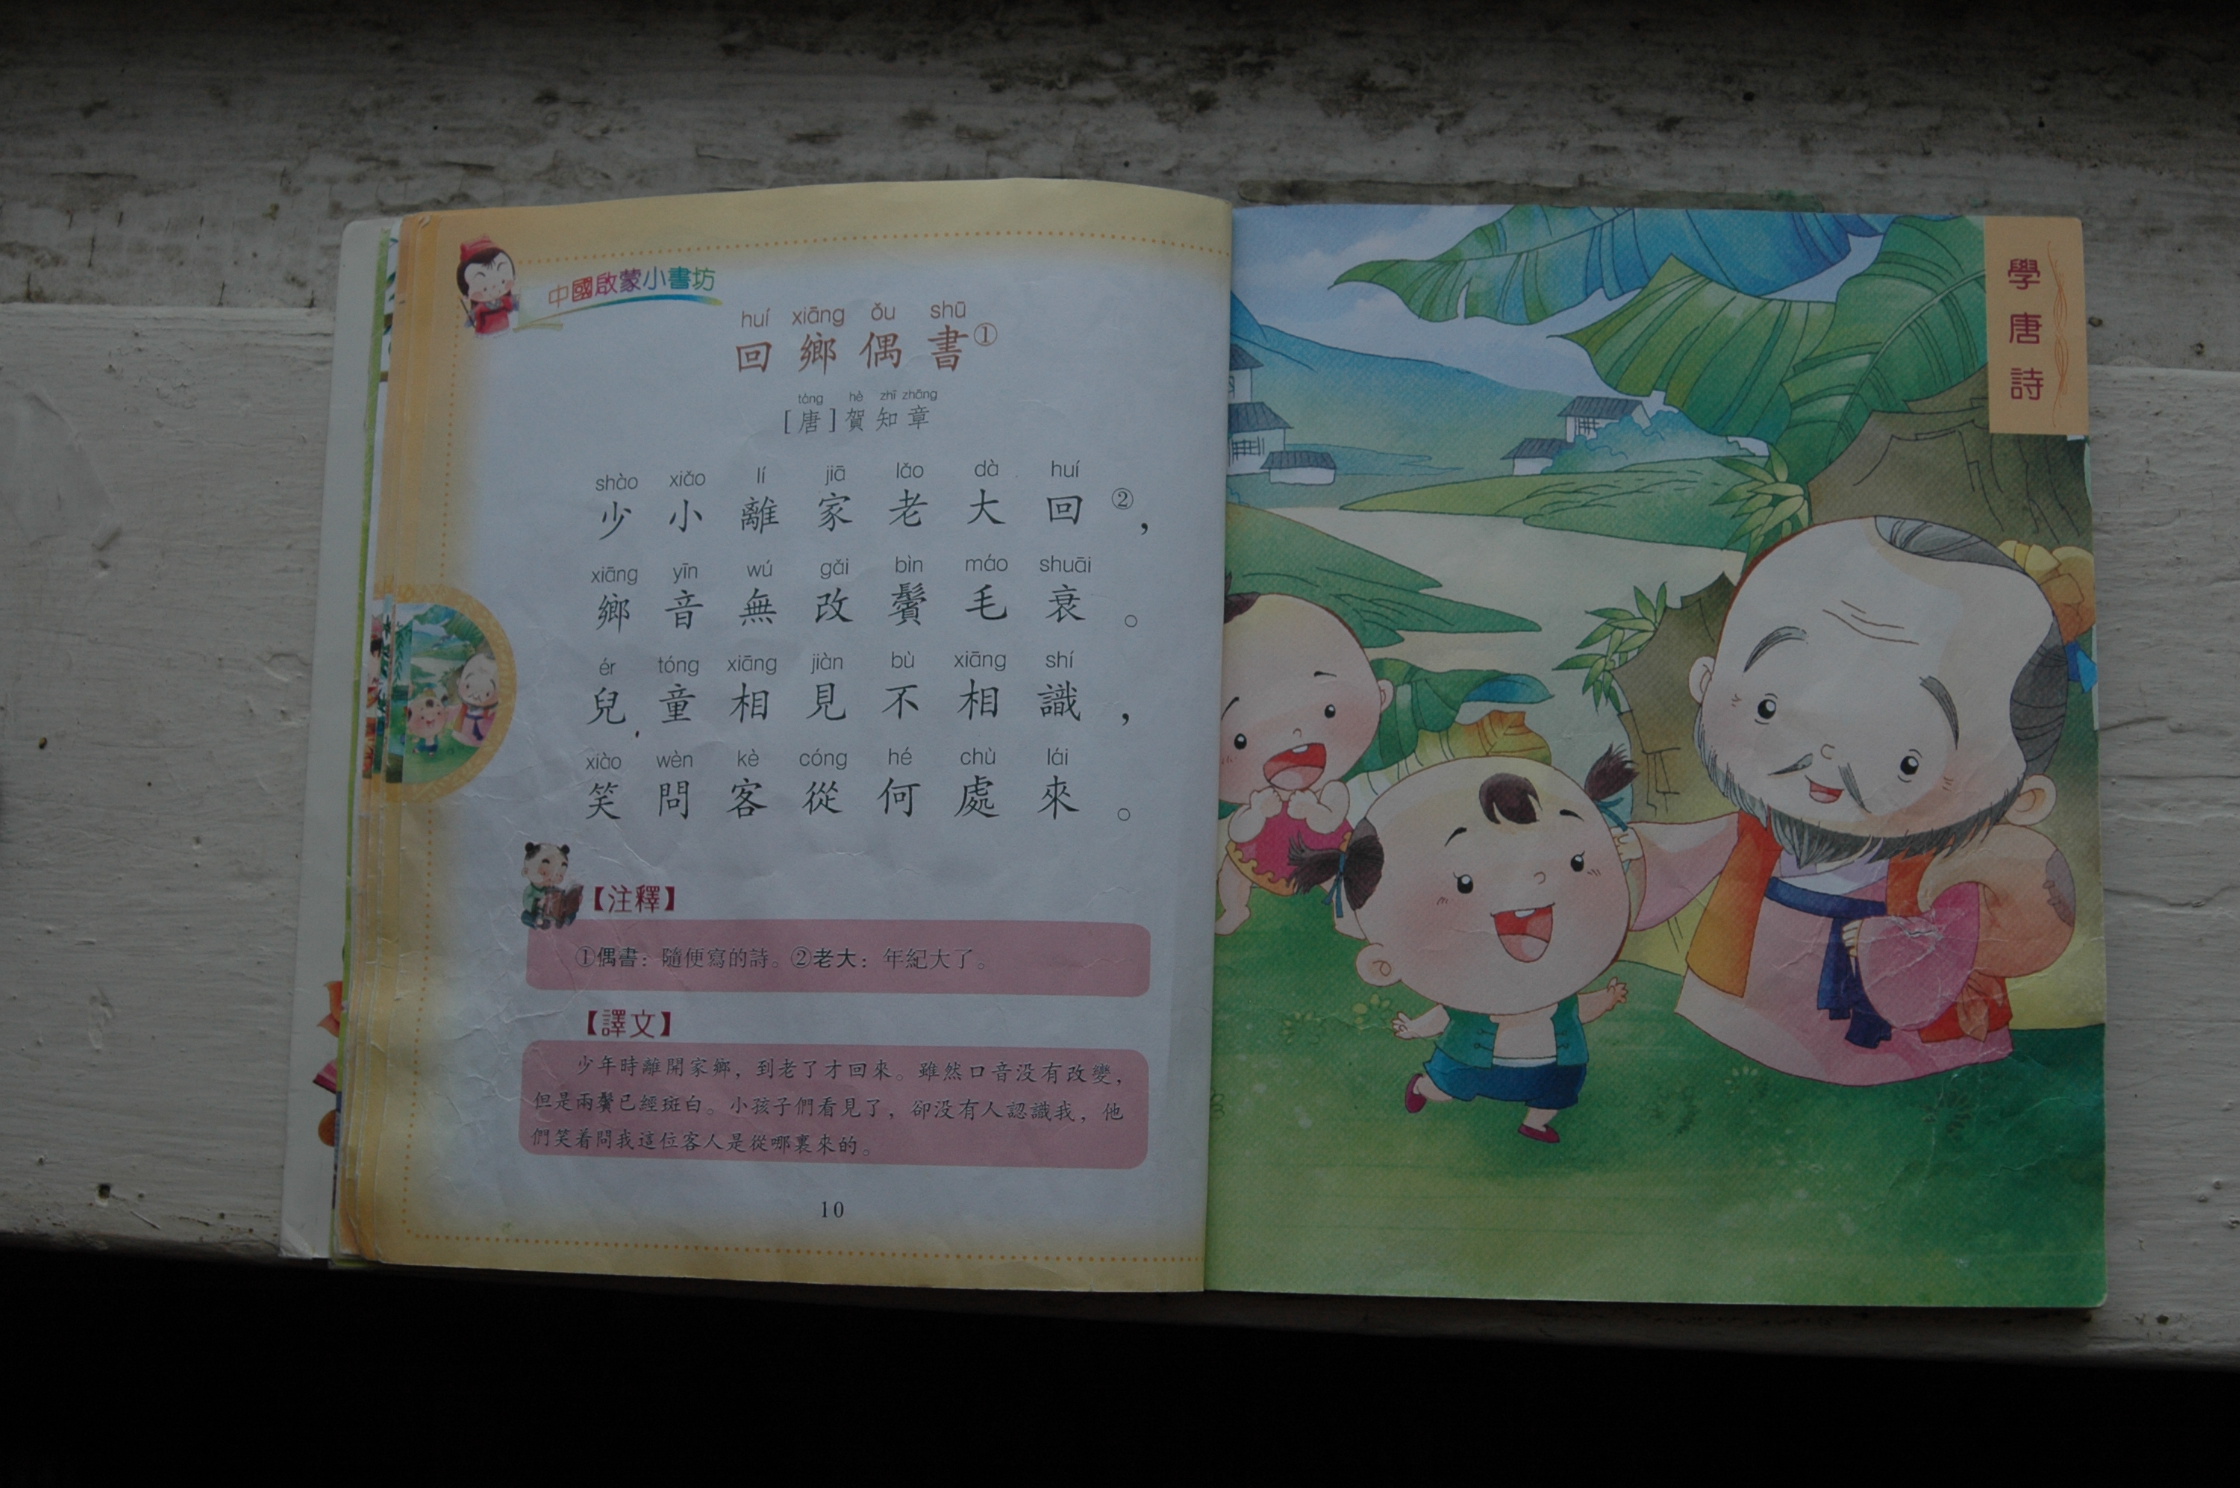 中國啟蒙小書坊
huí xiāng ǒu shū
回鄉偶書①
táng hè zhī zhāng
[唐]賀知章
shào xiǎo lí jiā lǎo dà huí
少小離家老大回②，
xiāng yīn wú gǎi bìn máo shuāi
鄉音無改鬢毛衰。
ér tóng xiāng jiàn bù xiāng shí
兒童相見不相識，
xiào wèn kè cóng hé chù lái
笑問客從何處來。
【注釋】
①偶書：隨便寫的詩。②老大：年紀大了。
【譯文】
少年時離開家鄉，到老了才回來。雖然口音没有改變，
但是兩鬢已經斑白。小孩子們看見了，卻没有人認識我，他
們笑着問我這位客人是從哪裏來的。
10
學唐詩